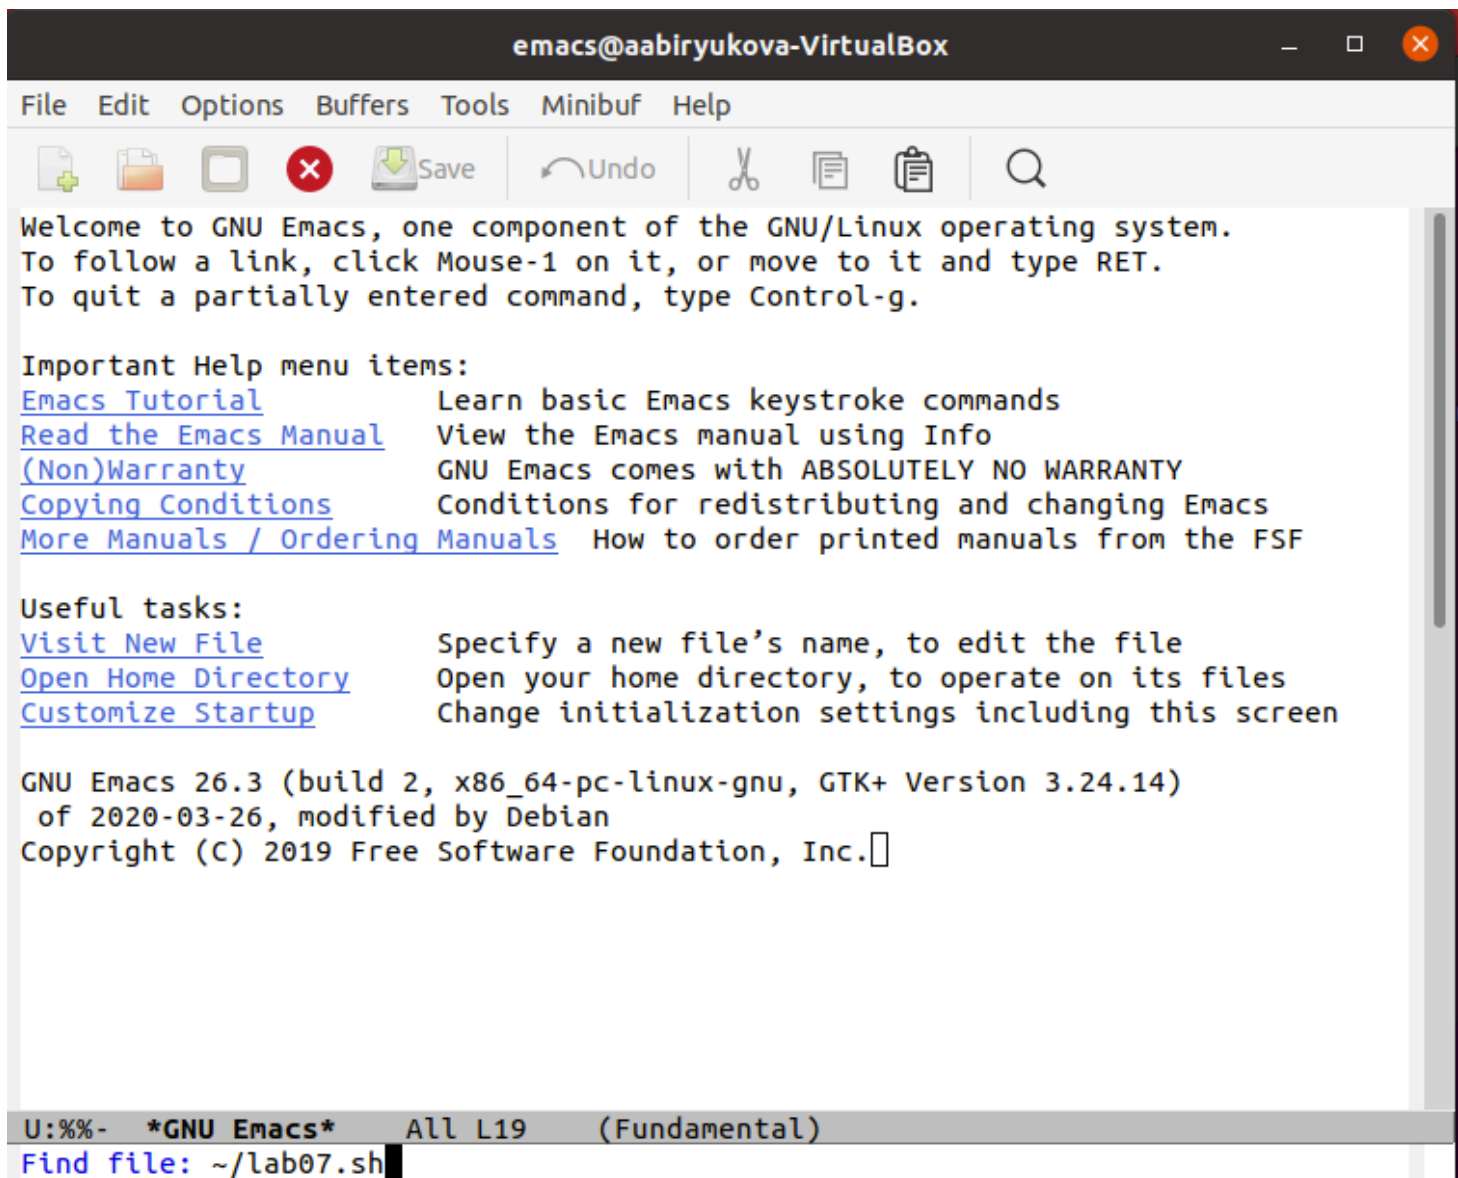 emacs@aabiryukova-VirtualBox
File Edit Options Buffers Tools Minibuf Help
Save Undo
Welcome to GNU Emacs, one component of the GNU/Linux operating system.
To follow a link, click Mouse-1 on it, or move to it and type RET.
To quit a partially entered command, type Control-g.
Important Help menu items:
Emacs Tutorial Learn basic Emacs keystroke commands
Read the Emacs Manual View the Emacs manual using Info
(Non)Warranty GNU Emacs comes with ABSOLUTELY NO WARRANTY
Copying Conditions Conditions for redistributing and changing Emacs
More Manuals / Ordering Manuals How to order printed manuals from the FSF
Useful tasks:
Visit New File Specify a new file’s name, to edit the file
Open Home Directory Open your home directory, to operate on its files
Customize Startup Change initialization settings including this screen
GNU Emacs 26.3 (build 2, x86_64-pc-linux-gnu, GTK+ Version 3.24.14)
of 2020-03-26, modified by Debian
Copyright (C) 2019 Free Software Foundation, Inc.
U:%%- *GNU Emacs* All L19 (Fundamental)
Find file: ~/lab07.sh